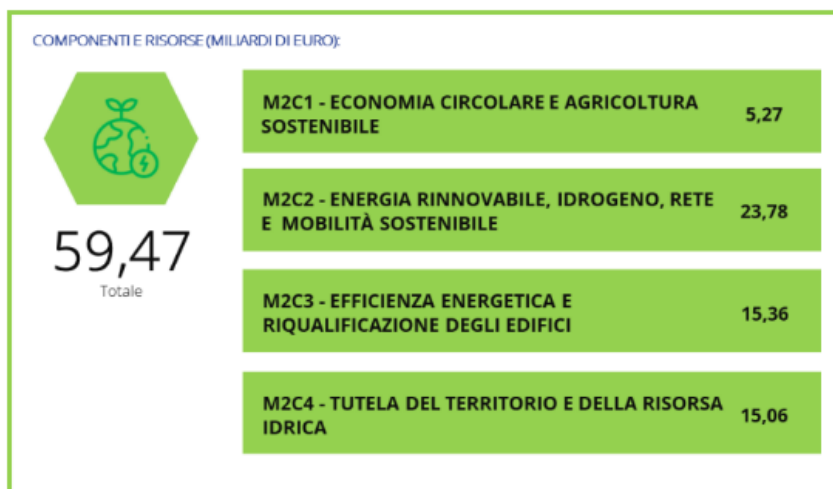 COMPONENTI E RISORSE (MILIARDI DI EURO):
59,47
Totale
M2C1 - ECONOMIA CIRCOLARE E AGRICOLTURA
SOSTENIBILE
5,27
M2C2 - ENERGIA RINNOVABILE, IDROGENO, RETE
E MOBILITÀ SOSTENIBILE
23,78
M2C3 - EFFICIENZA ENERGETICA E
RIQUALIFICAZIONE DEGLI EDIFICI
15,36
M2C4 - TUTELA DEL TERRITORIO E DELLA RISORSA
IDRICA
15,06